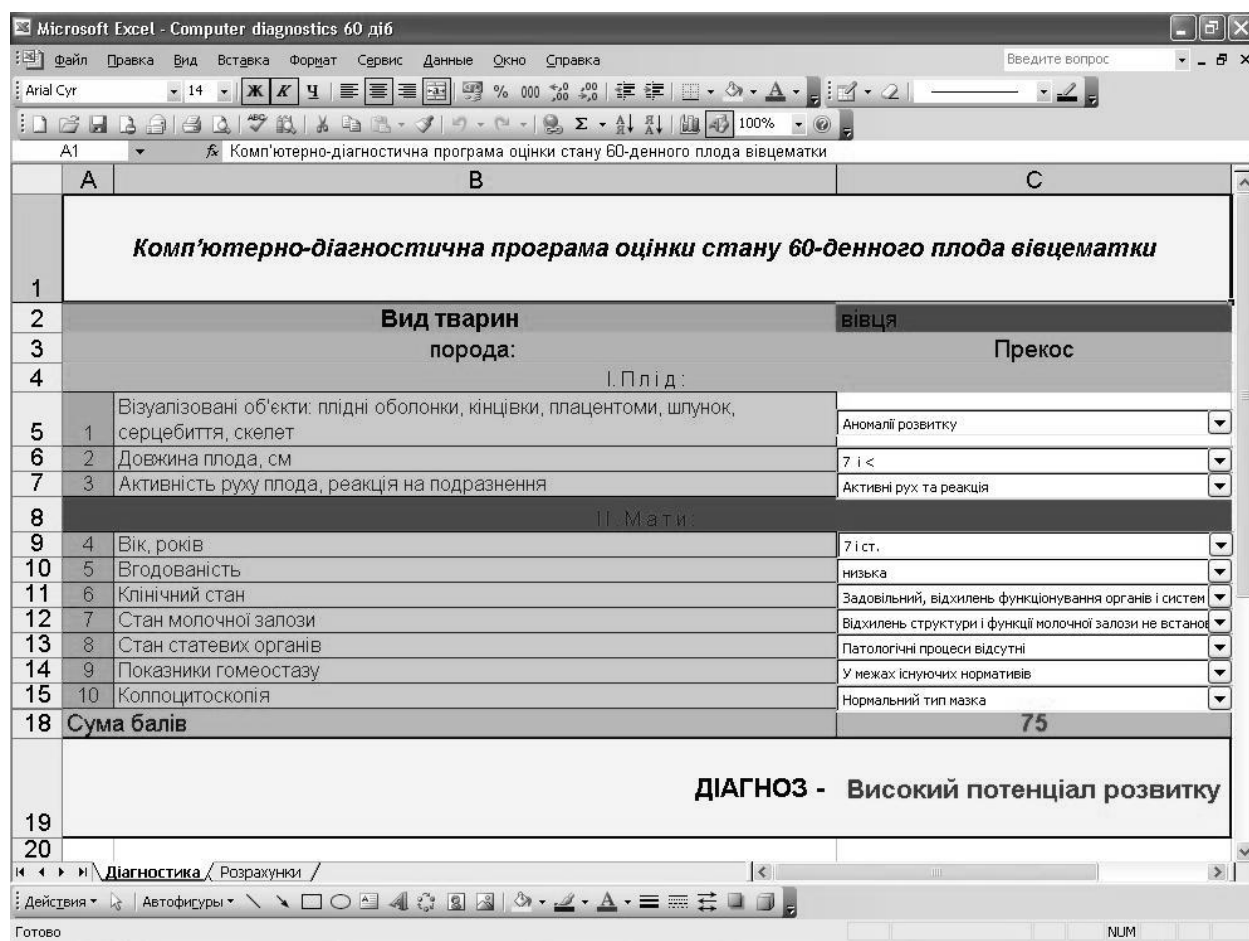 Microsoft Excel - Computer diagnostics 60 діб
Файл Правка Вид Вставка Формат Сервис Данные Окно Справка Введите вопрос
Arial Cyr 14 Ж К Ч % 000
100%
A1 fx Комп'ютерно-діагностична програма оцінки стану 60-денного плода вівцематки
A B C
1 Комп'ютерно-діагностична програма оцінки стану 60-денного плода вівцематки
2 Вид тварин вівця
3 порода: Прекос
4 І.Плід:
5 1 Візуалізовані об'єкти: плідні оболонки, кінцівки, плацентоми, шлунок, серцебиття, скелет Аномалії розвитку
6 2 Довжина плода, см 7 і <
7 3 Активність руху плода, реакція на подразнення Активні рух та реакція
8 ІІ.Мати:
9 4 Вік, років 7 і ст.
10 5 Вгодованість низька
11 6 Клінічний стан Задовільний, відхилень функціонування органів і систем
12 7 Стан молочної залози Відхилень структури і функції молочної залози не встанов
13 8 Стан статевих органів Патологічні процеси відсутні
14 9 Показники гомеостазу У межах існуючих нормативів
15 10 Колпоцитоскопія Нормальний тип мазка
18 Сума балів 75
19 ДІАГНОЗ - Високий потенціал розвитку
20
Діагностика Розрахунки
Действия Автофигуры
Готово NUM